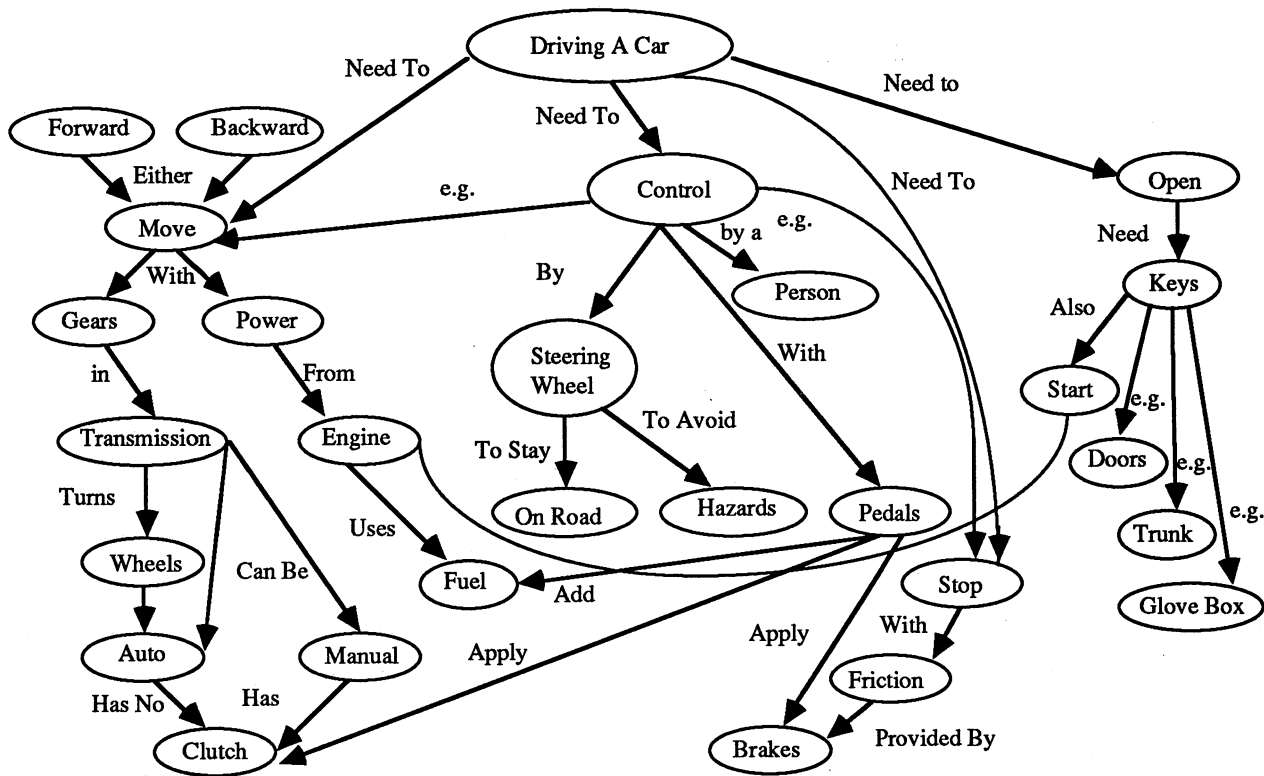 Driving A Car
Need To
Need To
Need To
Need to
Forward
Backward
Either
e.g.
Control
Open
Move
by a
e.g.
Need
With
By
Person
Keys
Gears
Power
Also
in
From
Steering
Wheel
With
Start
e.g.
Transmission
Engine
To Stay
To Avoid
Doors
e.g.
Turns
Uses
On Road
Hazards
Pedals
e.g.
Trunk
Wheels
Can Be
Fuel
Add
Stop
Glove Box
Auto
Manual
Apply
Apply
With
Has No
Has
Friction
Clutch
Brakes
Provided By